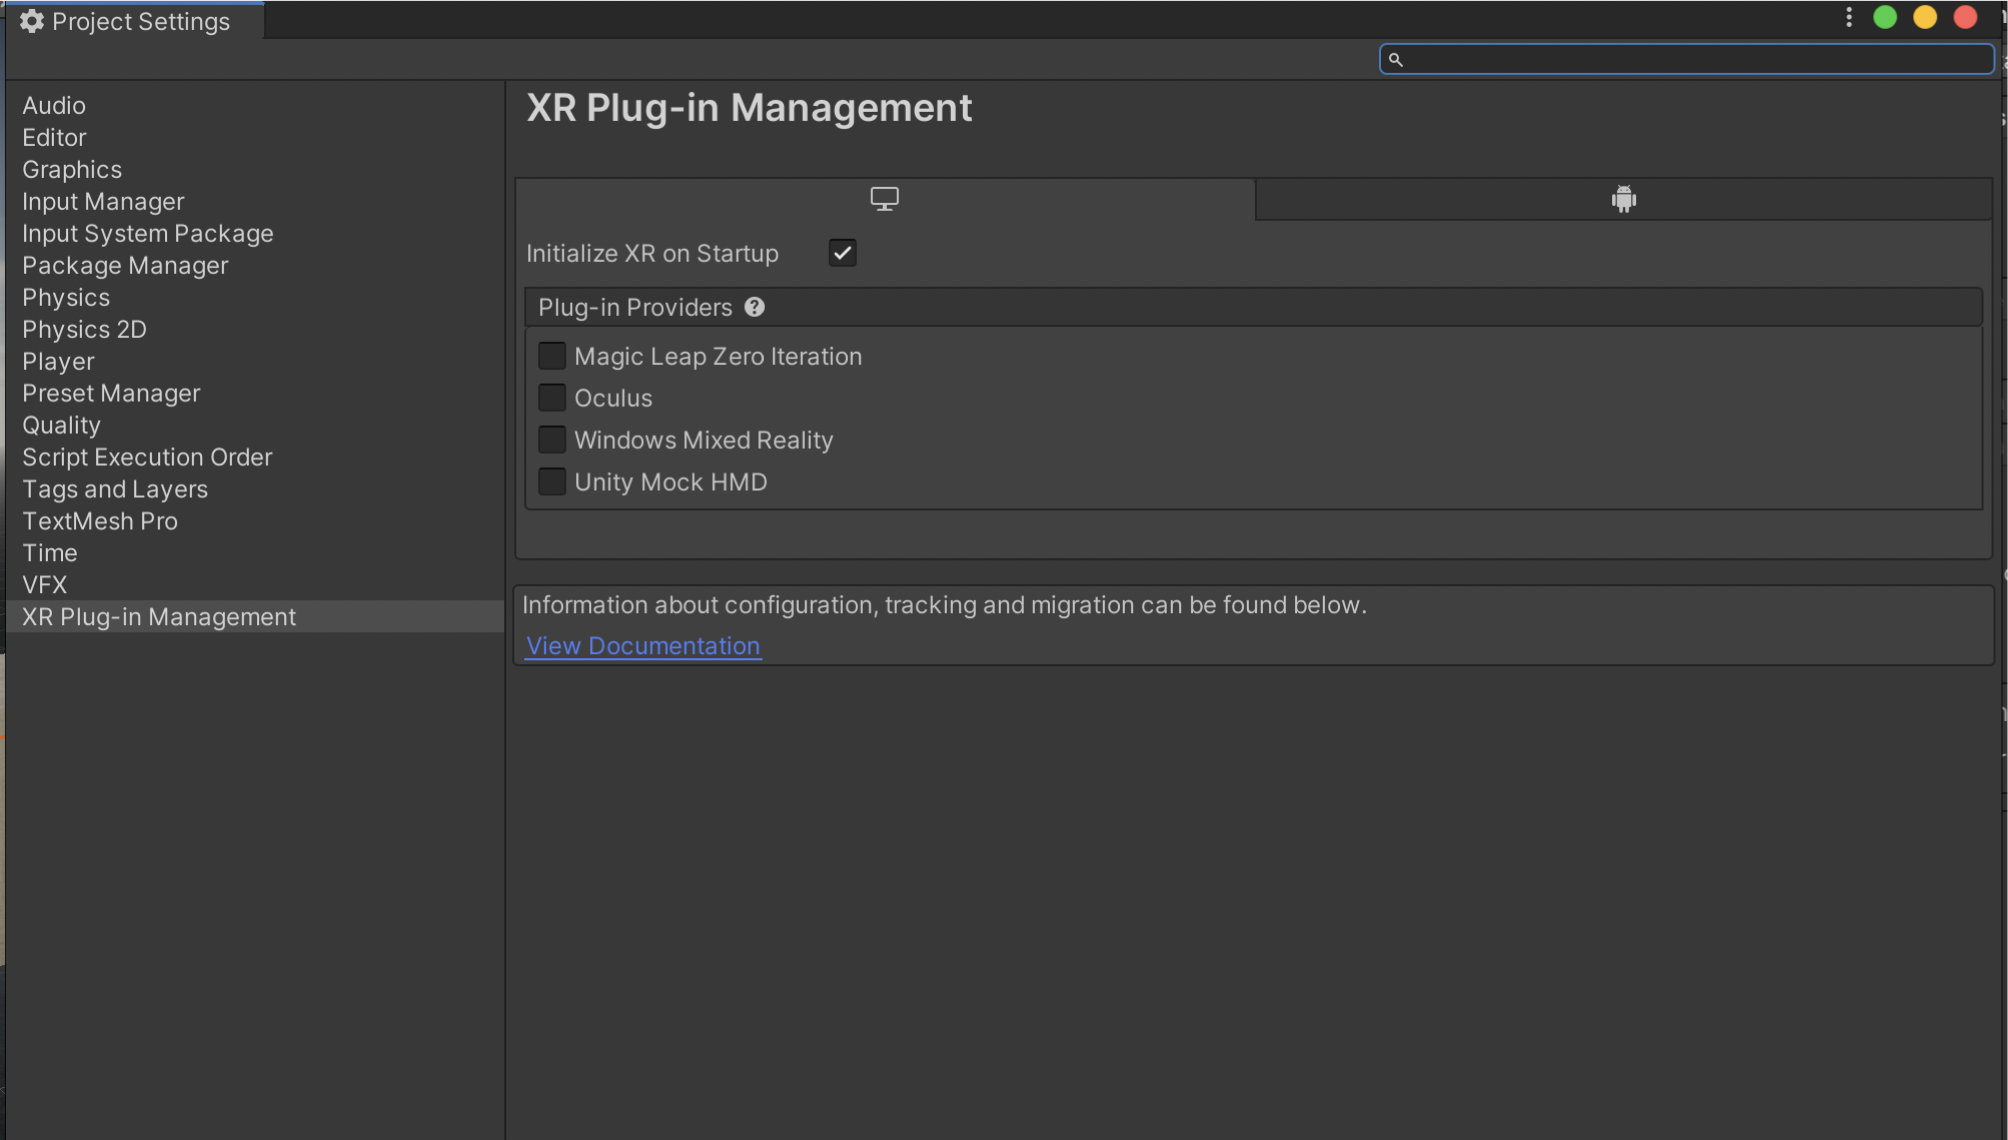 Project Settings
Audio
Editor
Graphics
Input Manager
Input System Package
Package Manager
Physics
Physics 2D
Player
Preset Manager
Quality
Script Execution Order
Tags and Layers
TextMesh Pro
Time
VFX
XR Plug-in Management
XR Plug-in Management
Initialize XR on Startup
Plug-in Providers
Magic Leap Zero Iteration
Oculus
Windows Mixed Reality
Unity Mock HMD
Information about configuration, tracking and migration can be found below.
View Documentation